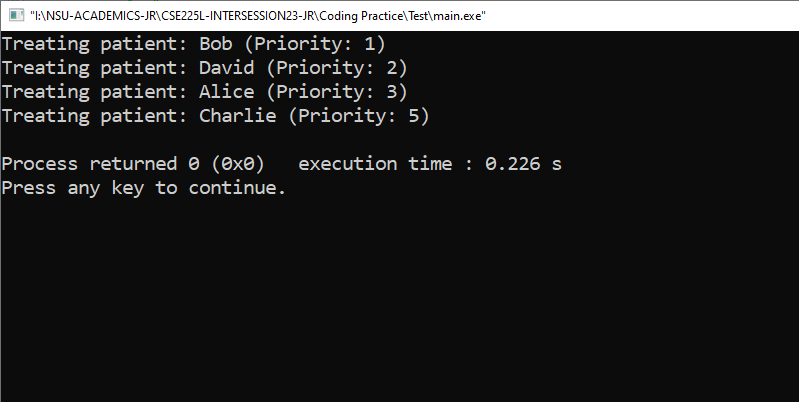 "I:\NSU-ACADEMICS-JR\CSE225L-INTERSESSION23-JR\Coding Practice\Test\main.exe"
Treating patient: Bob (Priority: 1)
Treating patient: David (Priority: 2)
Treating patient: Alice (Priority: 3)
Treating patient: Charlie (Priority: 5)
Process returned 0 (0x0)   execution time : 0.226 s
Press any key to continue.